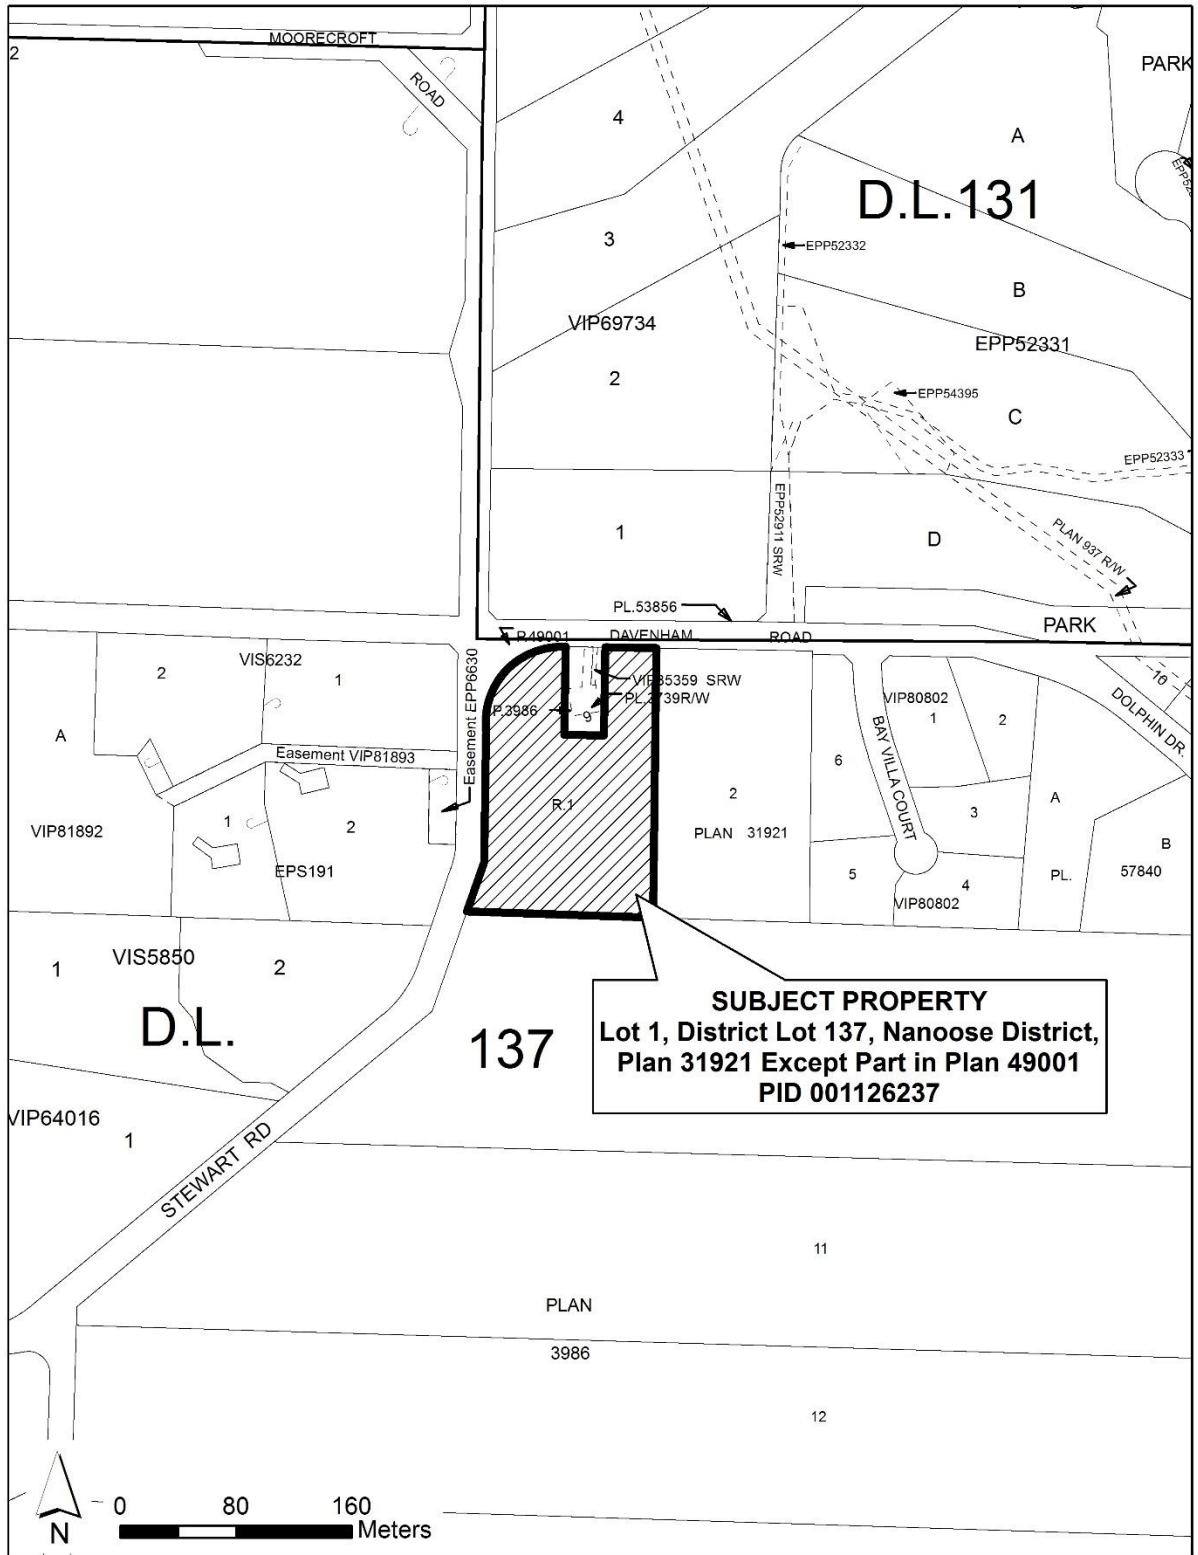 MOORECROFT
2
PARK
ROAD
4
A
EPP52
D.L.131
3
EPP52332
B
VIP69734
EPP52331
2
EPP54395
C
EPP52333
EPP52911 SRW
1
D
PLAN 937 R/W
PL.53856
PARK
P.49001
DAVENHAM
ROAD
VIS6232
2
1
Easement EPP6630
VIP85359 SRW
PL.3739R/W
P.3986
9
10
DOLPHIN DR.
VIP80802
1
2
BAY VILLA COURT
A
Easement VIP81893
6
2
R.1
A
3
VIP81892
1
2
PLAN 31921
B
EPS191
5
4
PL.
57840
VIP80802
VIS5850
1
2
SUBJECT PROPERTY
Lot 1, District Lot 137, Nanoose District,
Plan 31921 Except Part in Plan 49001
PID 001126237
D.L.
137
VIP64016
1
STEWART RD
11
PLAN
3986
12
N
0 80 160
Meters